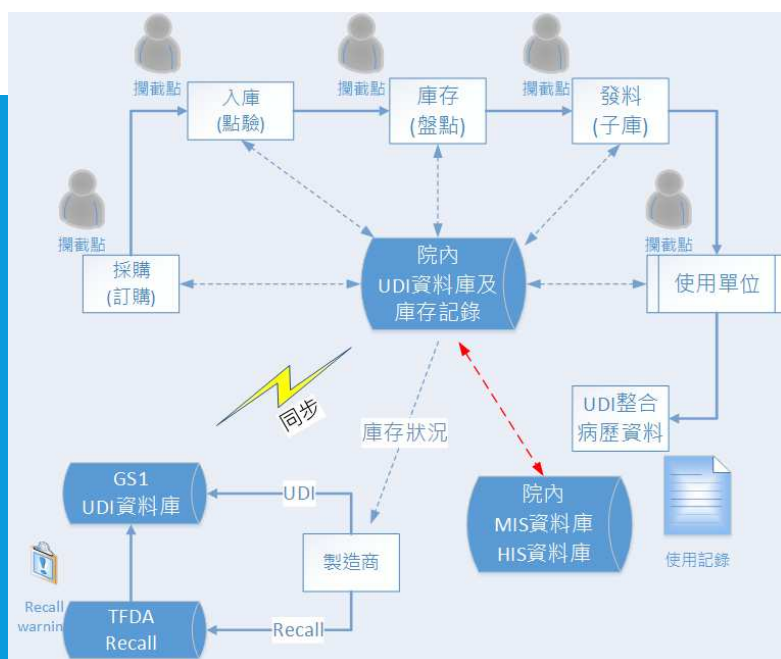 攔截點
攔截點
攔截點
入庫
(點驗)
庫存
(盤點)
發料
(子庫)
攔截點
攔截點
採購
(訂購)
院內
UDI資料庫及
庫存記錄
使用單位
同步
庫存狀況
UDI整合
病歷資料
GS1
UDI資料庫
UDI
院內
MIS資料庫
HIS資料庫
製造商
使用記錄
Recall
warnin
TFDA
Recall
Recall